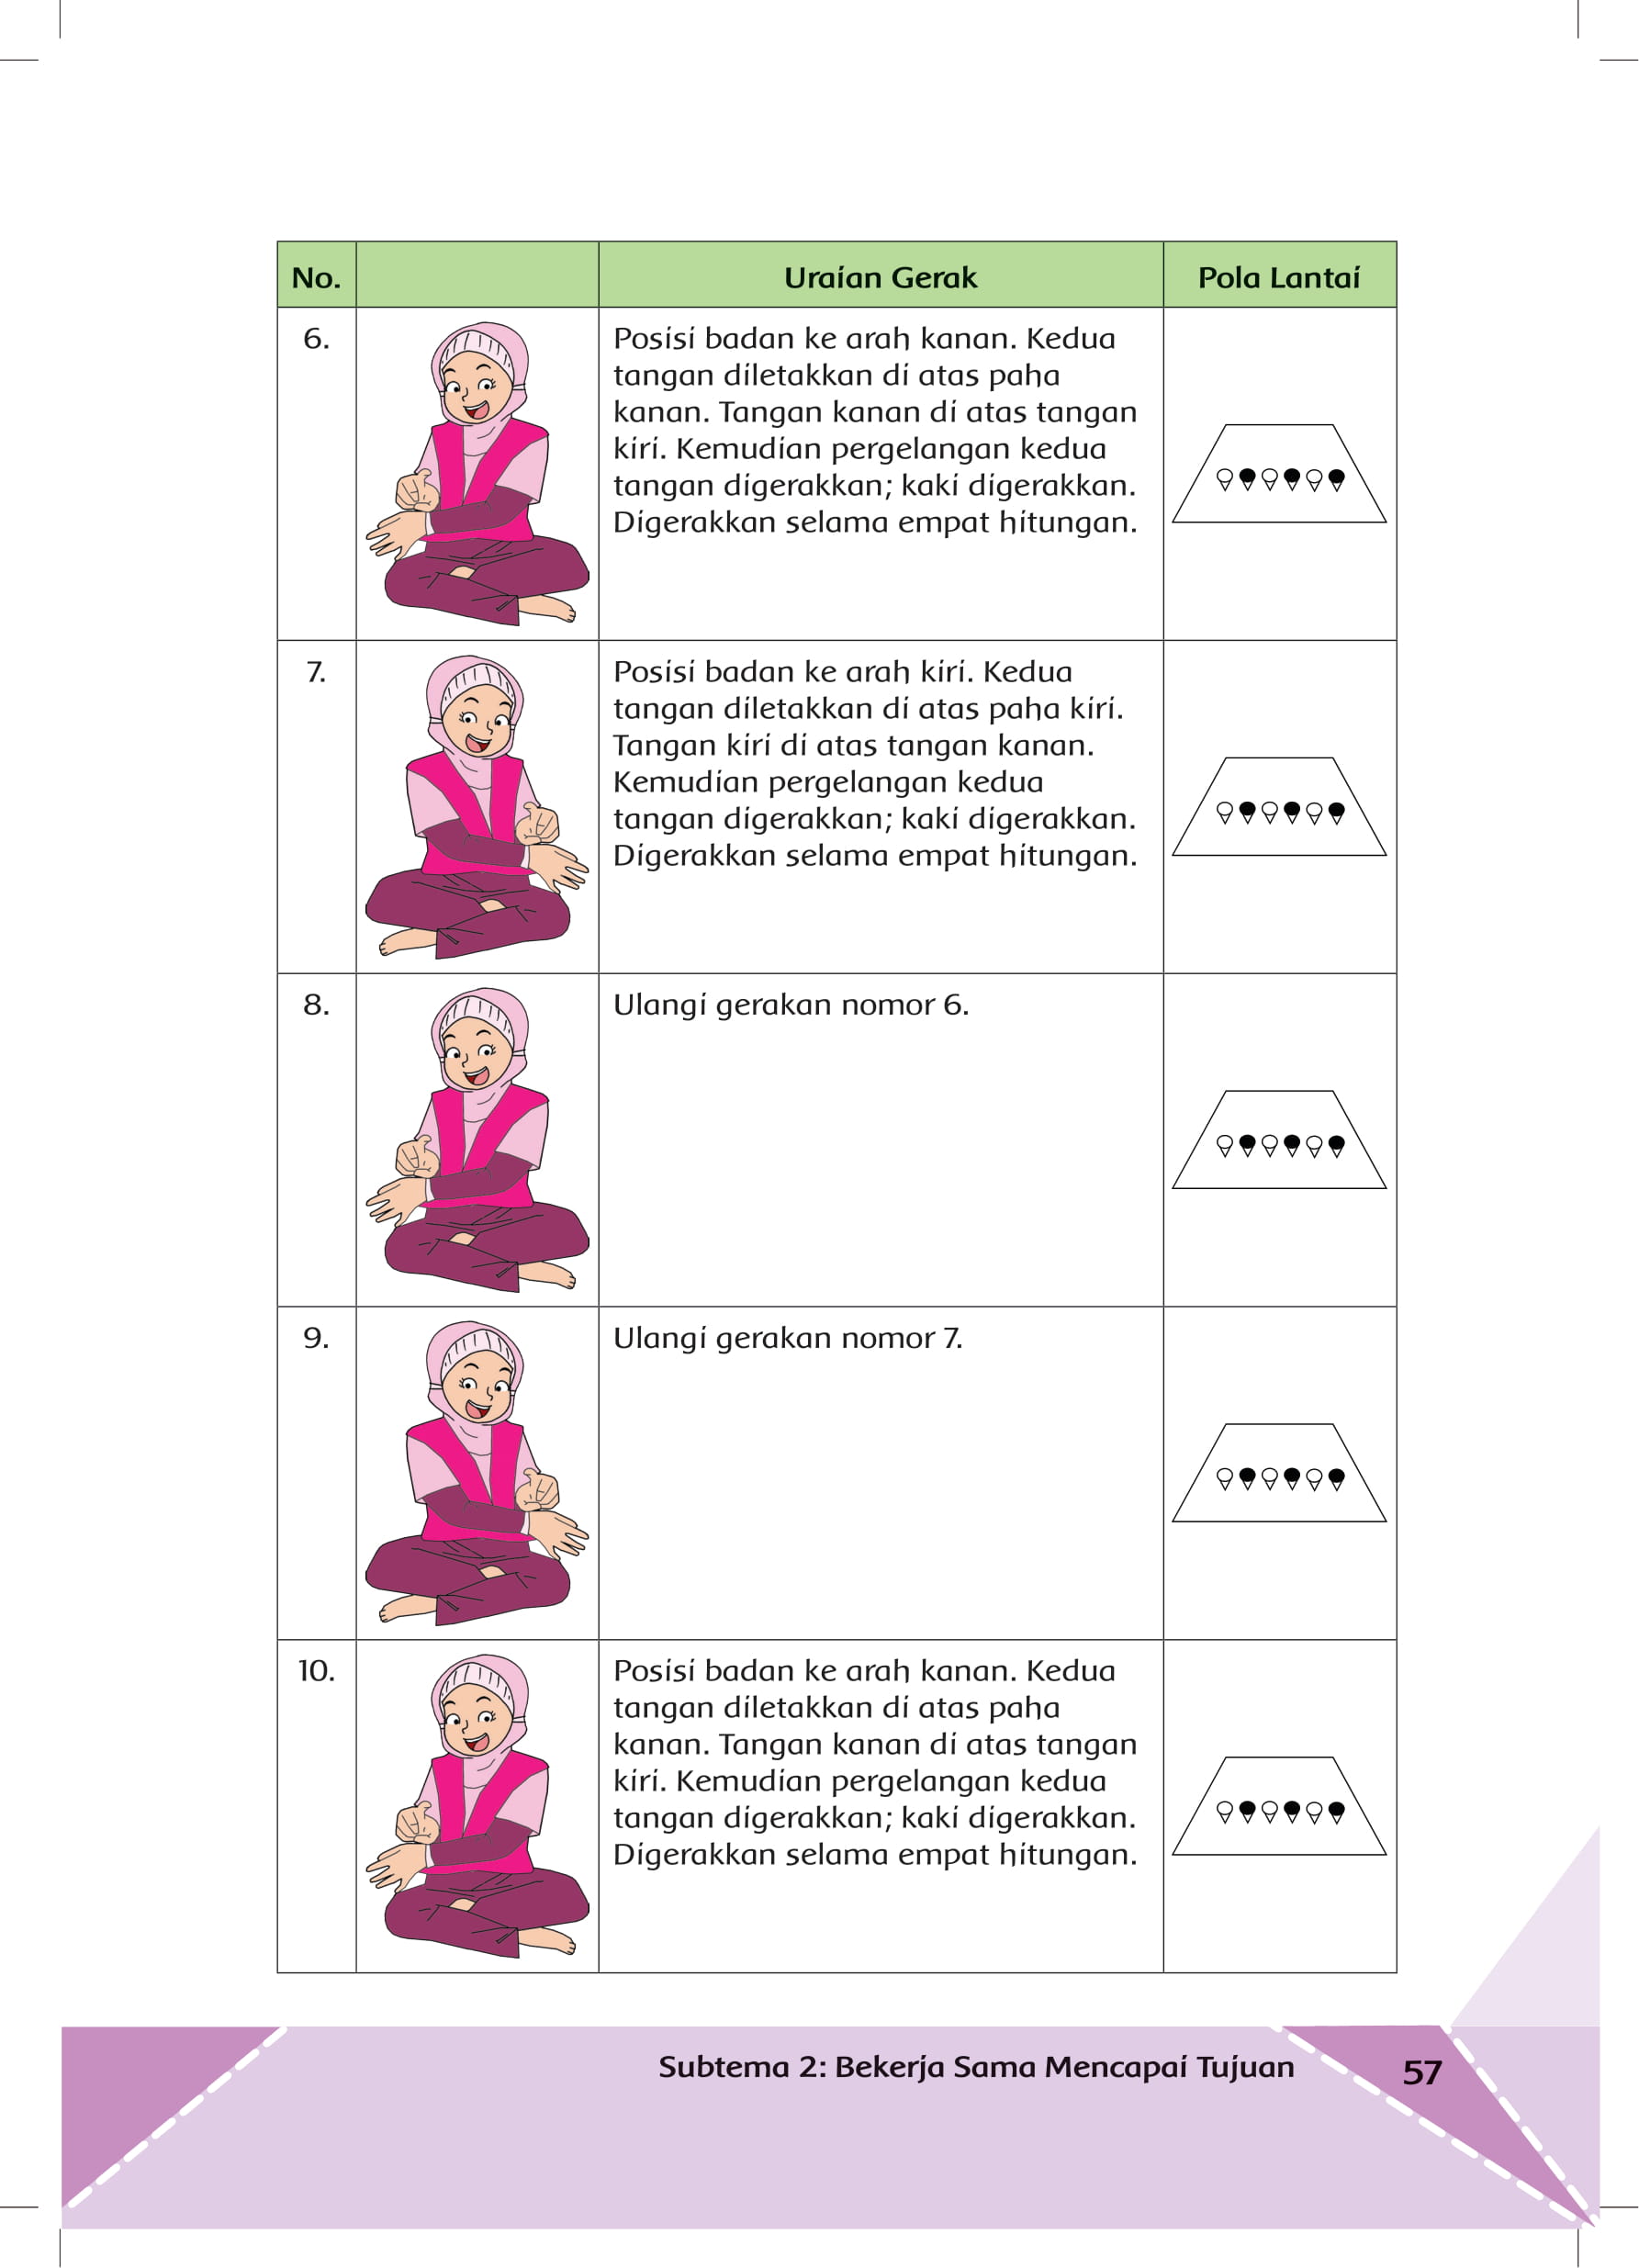 No. Uraian Gerak Pola Lantai
6. Posisi badan ke arah kanan. Kedua
tangan diletakkan di atas paha
kanan. Tangan kanan di atas tangan
kiri. Kemudian pergelangan kedua
tangan digerakkan; kaki digerakkan.
Digerakkan selama empat hitungan.
7. Posisi badan ke arah kiri. Kedua
tangan diletakkan di atas paha kiri.
Tangan kiri di atas tangan kanan.
Kemudian pergelangan kedua
tangan digerakkan; kaki digerakkan.
Digerakkan selama empat hitungan.
8. Ulangi gerakan nomor 6.
9. Ulangi gerakan nomor 7.
10. Posisi badan ke arah kanan. Kedua
tangan diletakkan di atas paha
kanan. Tangan kanan di atas tangan
kiri. Kemudian pergelangan kedua
tangan digerakkan; kaki digerakkan.
Digerakkan selama empat hitungan.
Subtema 2: Bekerja Sama Mencapai Tujuan 57